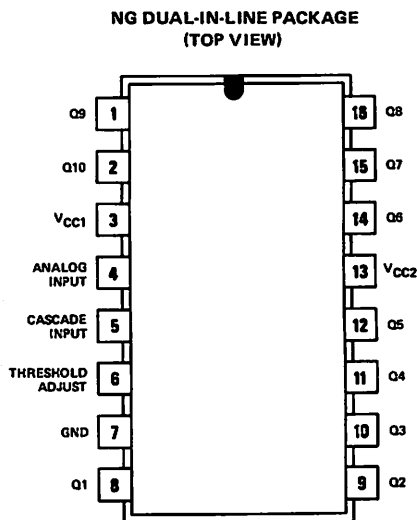 NG DUAL-IN-LINE PACKAGE
(TOP VIEW)
Q9 1
16 Q8
Q10 2
15 Q7
VCC1 3
14 Q6
ANALOG
INPUT 4
13 VCC2
CASCADE
INPUT 5
12 Q5
THRESHOLD
ADJUST 6
11 Q4
GND 7
10 Q3
Q1 8
9 Q2